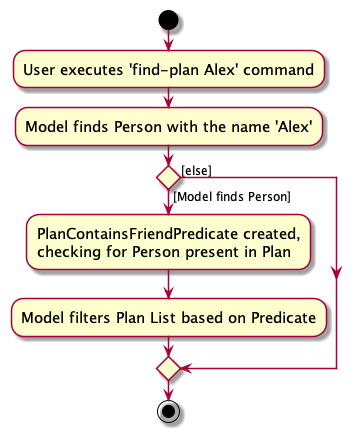 User executes 'find-plan Alex' command
Model finds Person with the name 'Alex'
[else]
[Model finds Person]
PlanContainsFriendPredicate created,
checking for Person present in Plan
Model filters Plan List based on Predicate